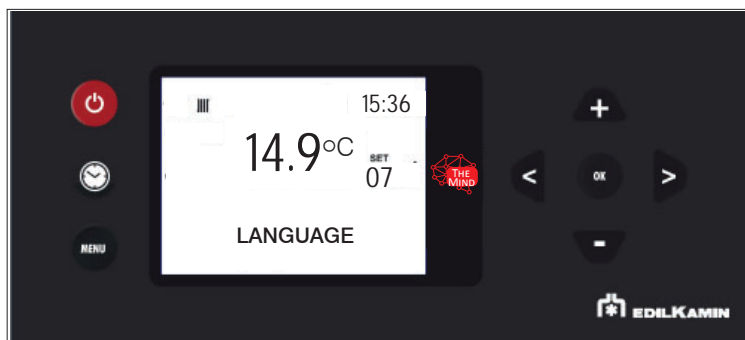 15:36
14.9°C
SET
07
THE
MIND
LANGUAGE
MENU
OK
+
<
>
-
EDILKAMIN